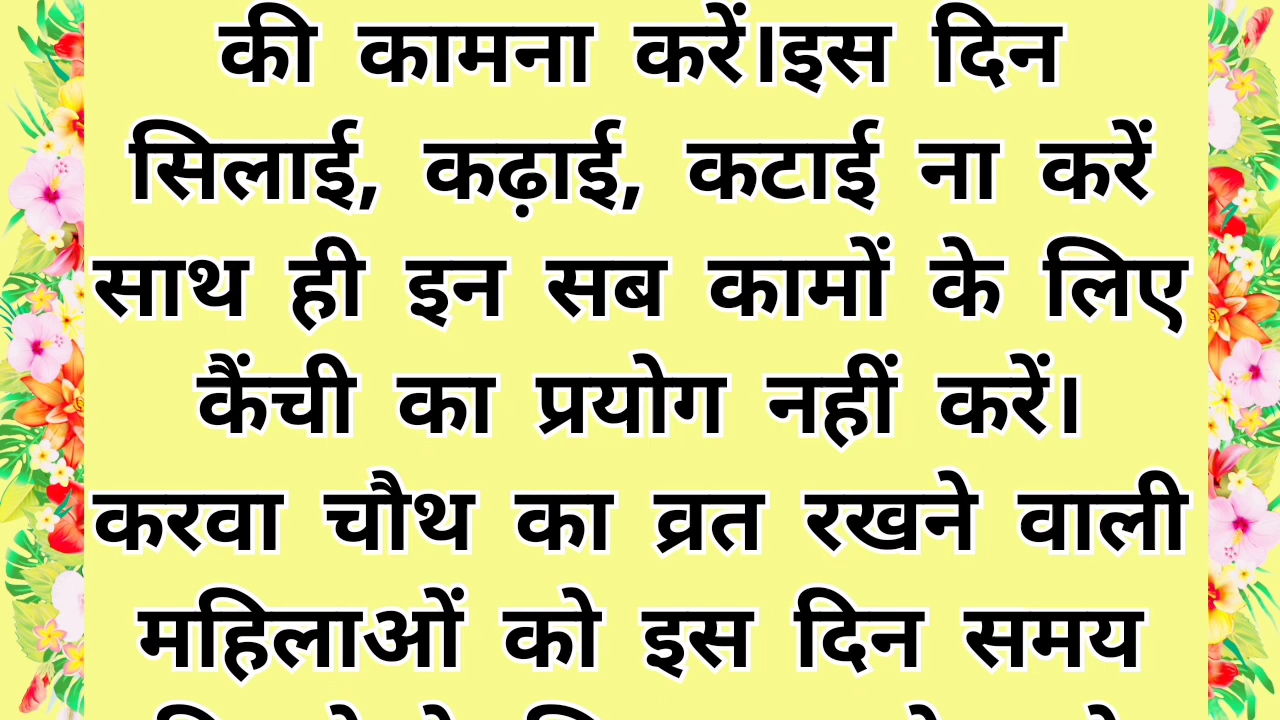 की कामना करें।इस दिन
सिलाई, कढ़ाई, कटाई ना करें
साथ ही इन सब कामों के लिए
कैंची का प्रयोग नहीं करें।
करवा चौथ का व्रत रखने वाली
महिलाओं को इस दिन समय